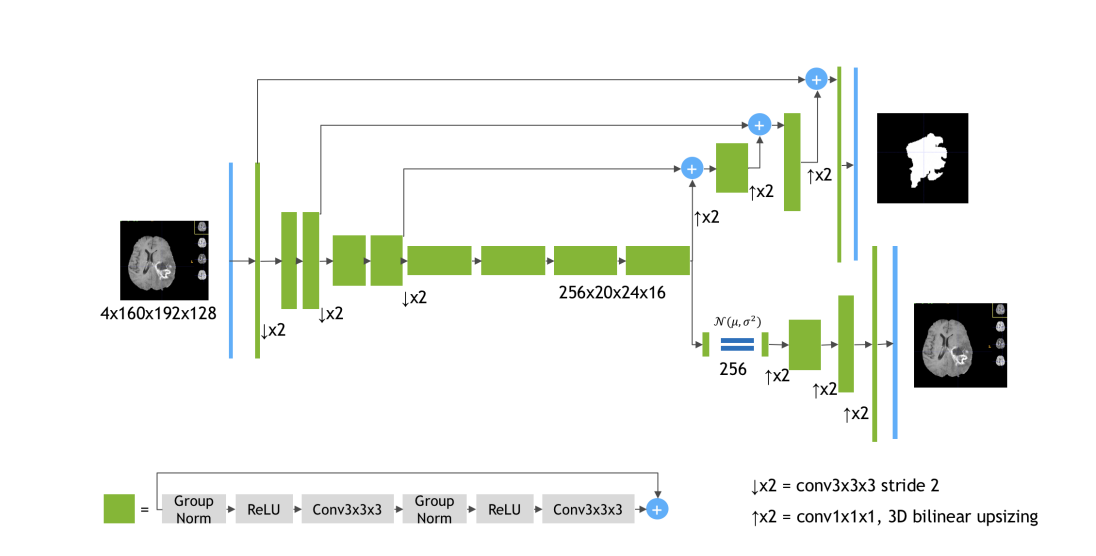 ↑x2
↑x2
↑x2
4x160x192x128
↓x2
↓x2
↓x2
256x20x24x16
𝒩(μ, σ²)
256
↑x2
↑x2
↑x2
=
Group Norm
ReLU
Conv3x3x3
Group Norm
ReLU
Conv3x3x3
+
+
+
+
↓x2 = conv3x3x3 stride 2
↑x2 = conv1x1x1, 3D bilinear upsizing